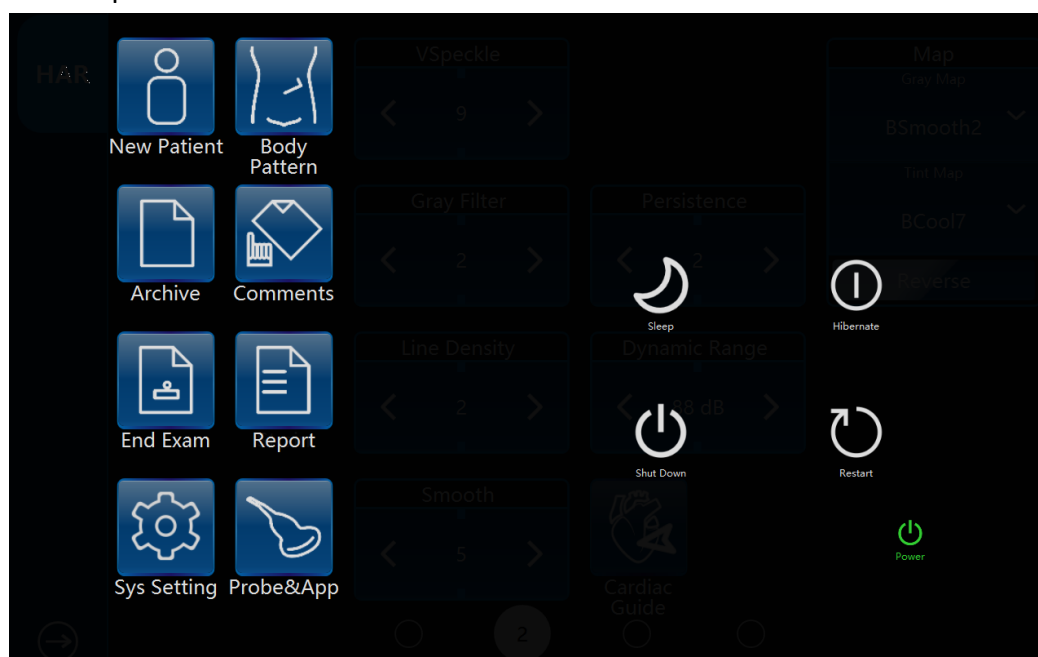 HAR
VSpeckle
9
Map
Gray Map
BSmooth2
Tint Map
BCool7
Reverse
New Patient
Body
Pattern
Gray Filter
2
Persistence
2
Archive
Comments
Sleep
Hibernate
Line Density
2
Dynamic Range
88 dB
End Exam
Report
Shut Down
Restart
Smooth
5
Power
Sys Setting
Probe&App
Cardiac
Guide
2